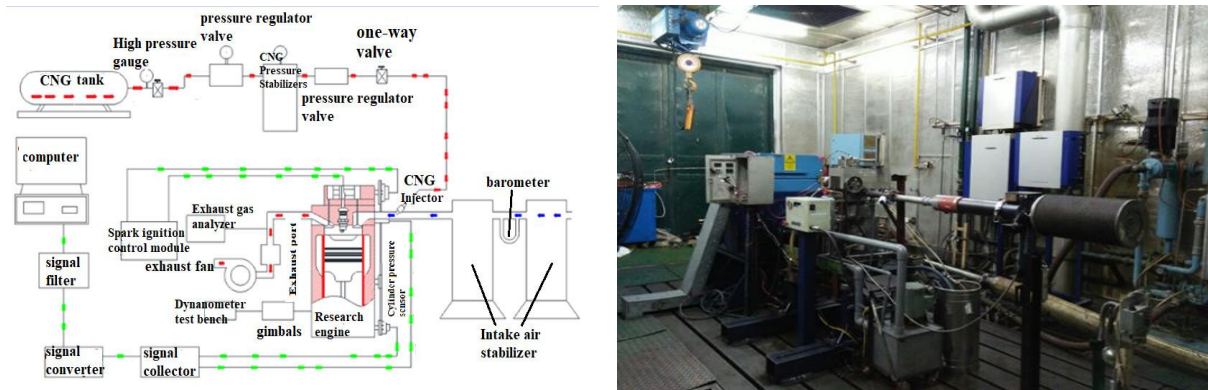 pressure regulator
valve
High pressure
gauge
one-way
valve
CNG
Pressure
Stabilizers
CNG tank
pressure regulator
valve
computer
CNG
Injector
barometer
Exhaust gas
analyzer
Spark ignition
control module
signal
filter
exhaust fan
Exhaust port
Cylinder pressure
sensor
Dynanometer
test bench
gimbals
Research
engine
Intake air
stabilizer
signal
converter
signal
collector